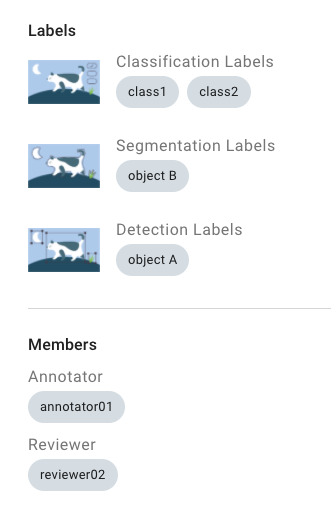 Labels
Classification Labels
class1 class2
Segmentation Labels
object B
Detection Labels
object A
Members
Annotator
annotator01
Reviewer
reviewer02